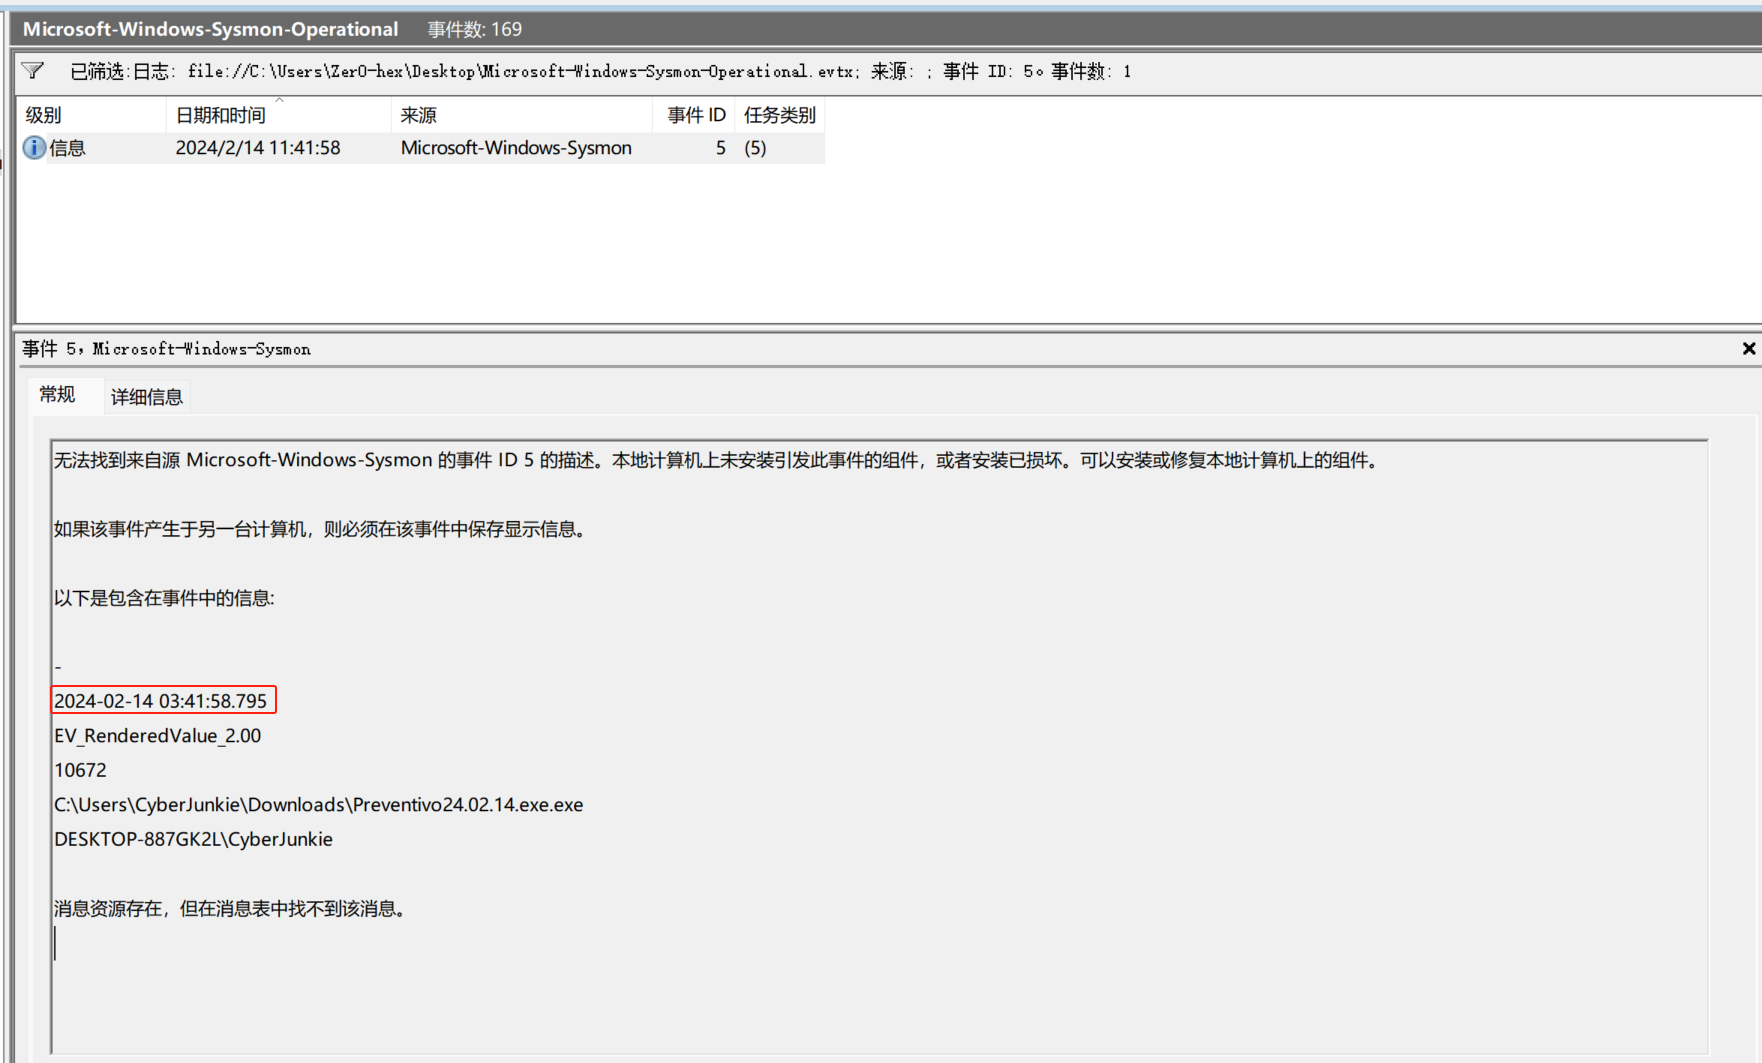 Microsoft-Windows-Sysmon-Operational 事件数: 169
已筛选:日志: file://C:\Users\Zer0-hex\Desktop\Microsoft-Windows-Sysmon-Operational.evtx; 来源: ; 事件 ID: 5。事件数: 1
级别 日期和时间 来源 事件 ID 任务类别
信息 2024/2/14 11:41:58 Microsoft-Windows-Sysmon 5 (5)
事件 5，Microsoft-Windows-Sysmon
常规 详细信息
无法找到来自源 Microsoft-Windows-Sysmon 的事件 ID 5 的描述。本地计算机上未安装引发此事件的组件，或者安装已损坏。可以安装或修复本地计算机上的组件。
如果该事件产生于另一台计算机，则必须在该事件中保存显示信息。
以下是包含在事件中的信息:
-
2024-02-14 03:41:58.795
EV_RenderedValue_2.00
10672
C:\Users\CyberJunkie\Downloads\Preventivo24.02.14.exe.exe
DESKTOP-887GK2L\CyberJunkie
消息资源存在，但在消息表中找不到该消息。